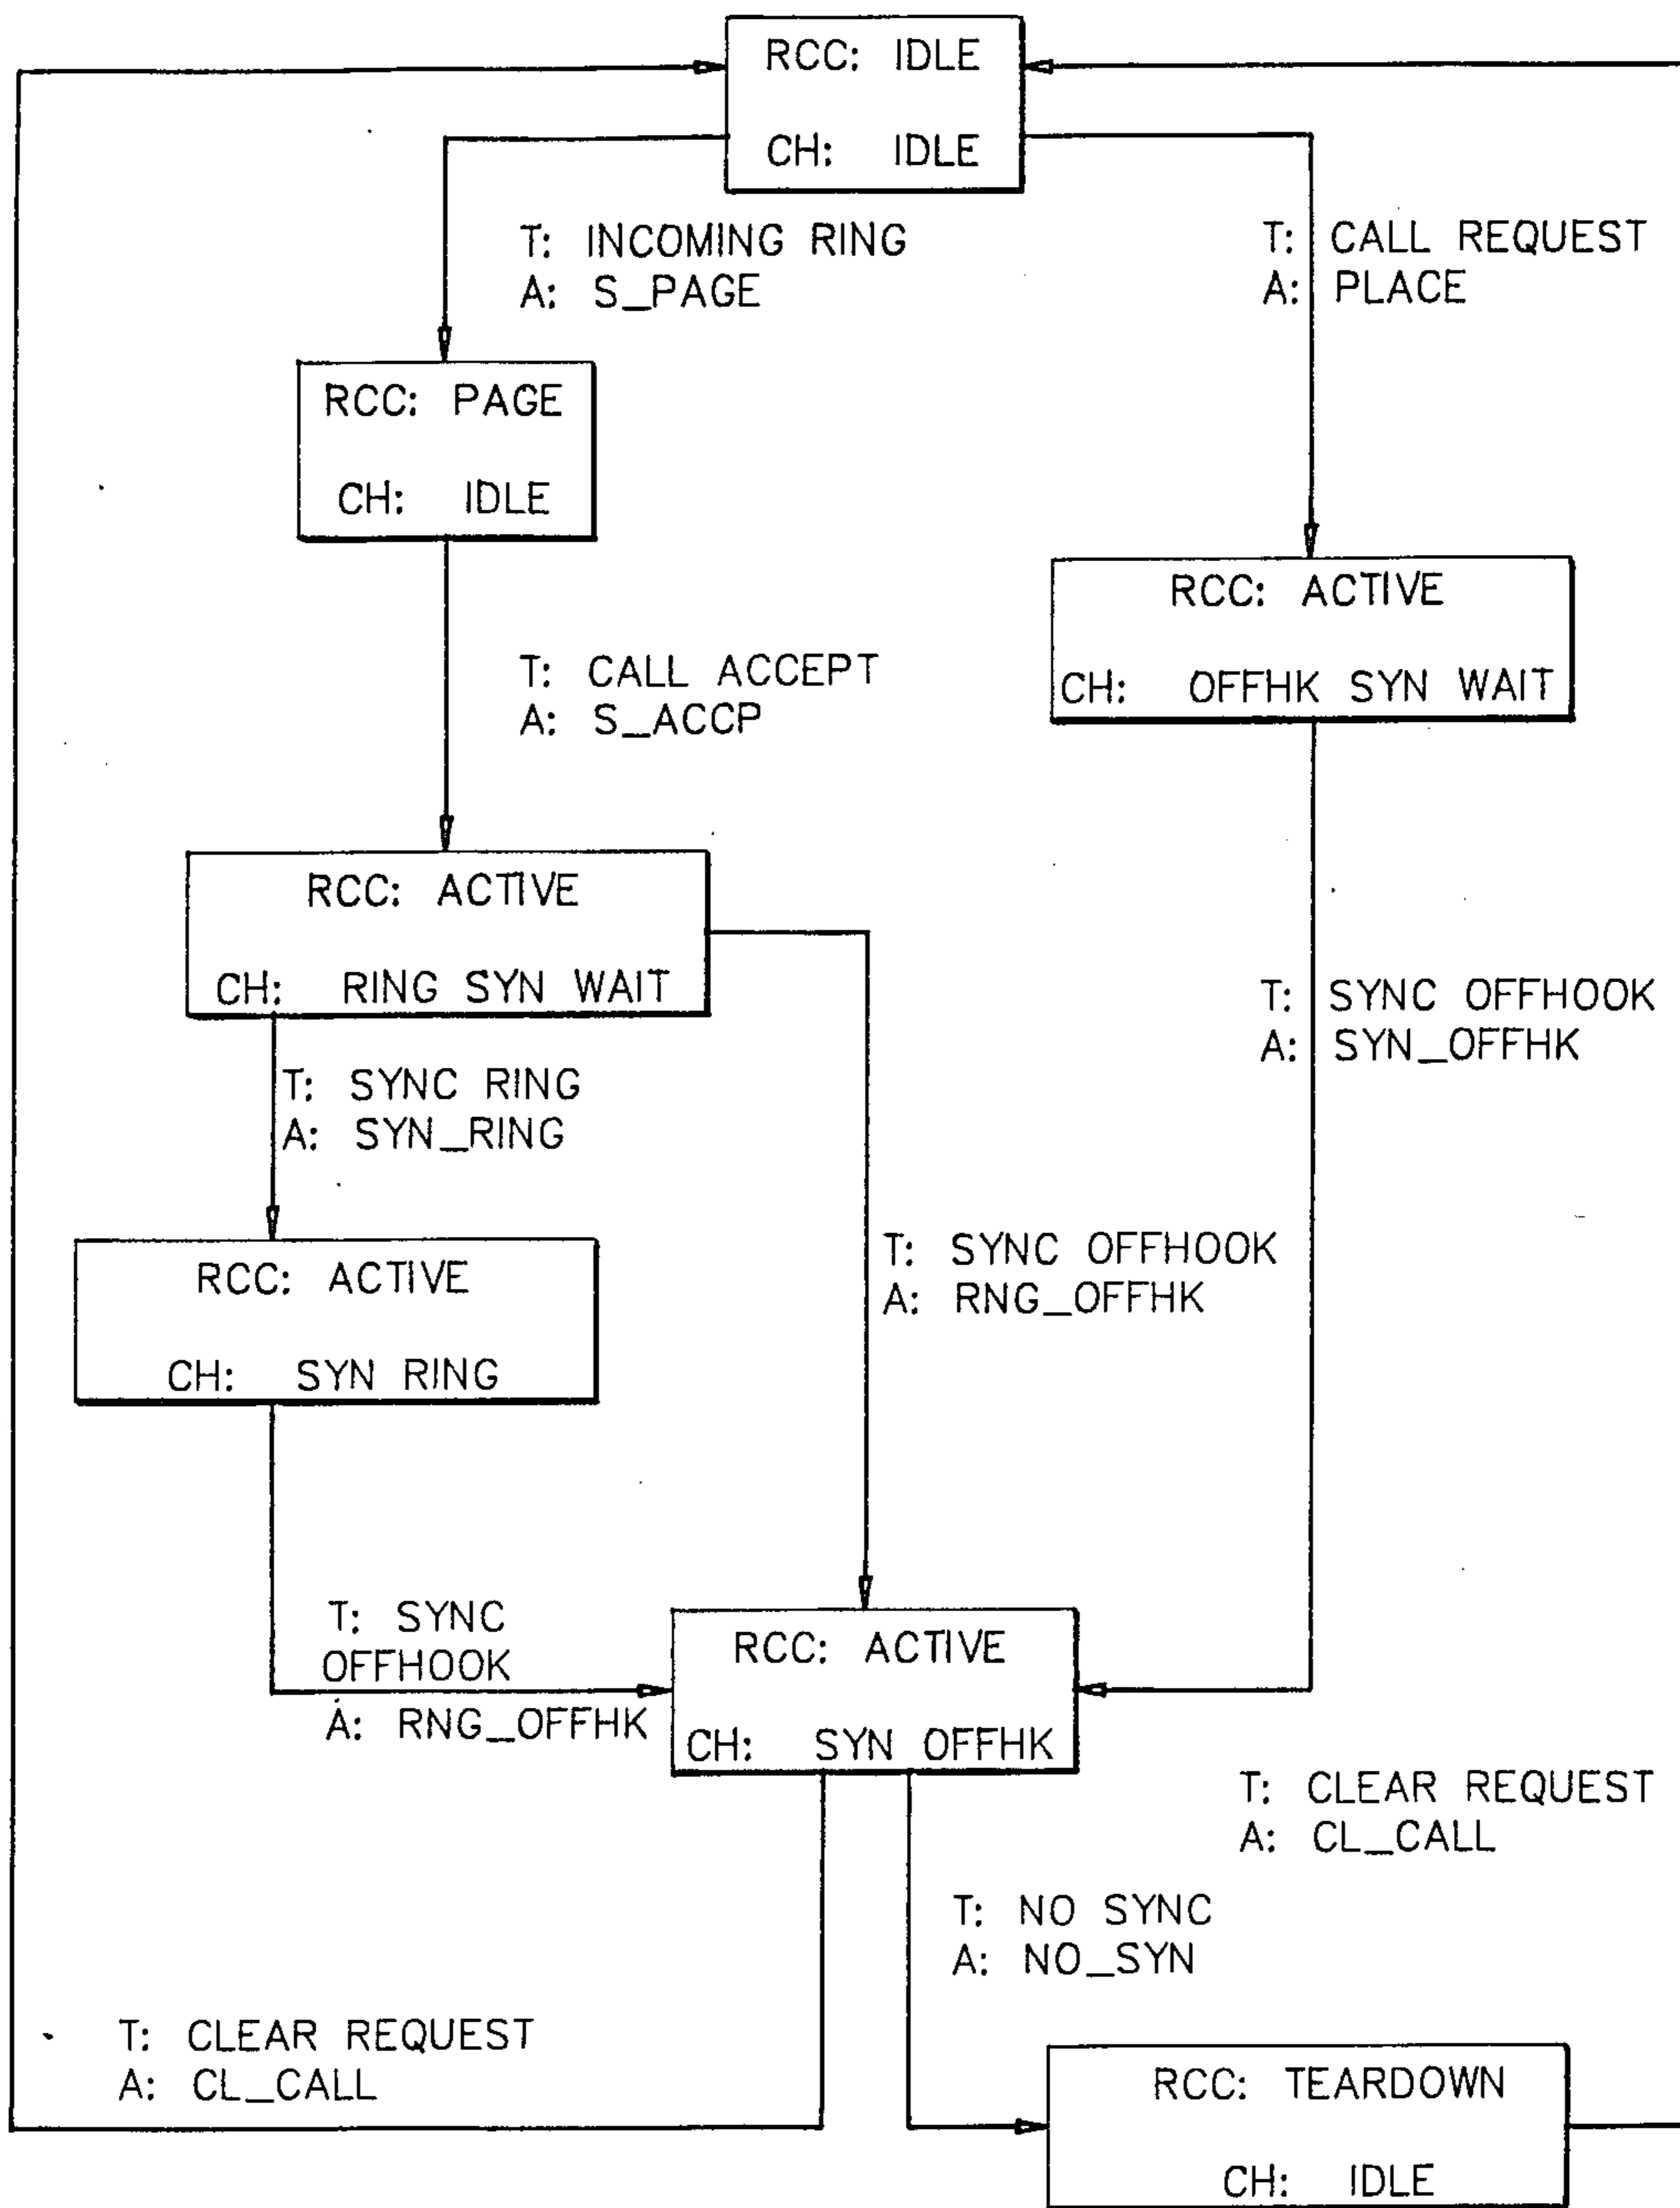 RCC: IDLE
CH: IDLE
T: INCOMING RING
A: S_PAGE
T: CALL REQUEST
A: PLACE
RCC: PAGE
CH: IDLE
RCC: ACTIVE
CH: OFFHK SYN WAIT
T: CALL ACCEPT
A: S_ACCP
RCC: ACTIVE
CH: RING SYN WAIT
T: SYNC OFFHOOK
A: SYN_OFFHK
T: SYNC RING
A: SYN_RING
T: SYNC OFFHOOK
A: RNG_OFFHK
RCC: ACTIVE
CH: SYN RING
T: SYNC
OFFHOOK
A: RNG_OFFHK
RCC: ACTIVE
CH: SYN OFFHK
T: CLEAR REQUEST
A: CL_CALL
T: NO SYNC
A: NO_SYN
T: CLEAR REQUEST
A: CL_CALL
RCC: TEARDOWN
CH: IDLE